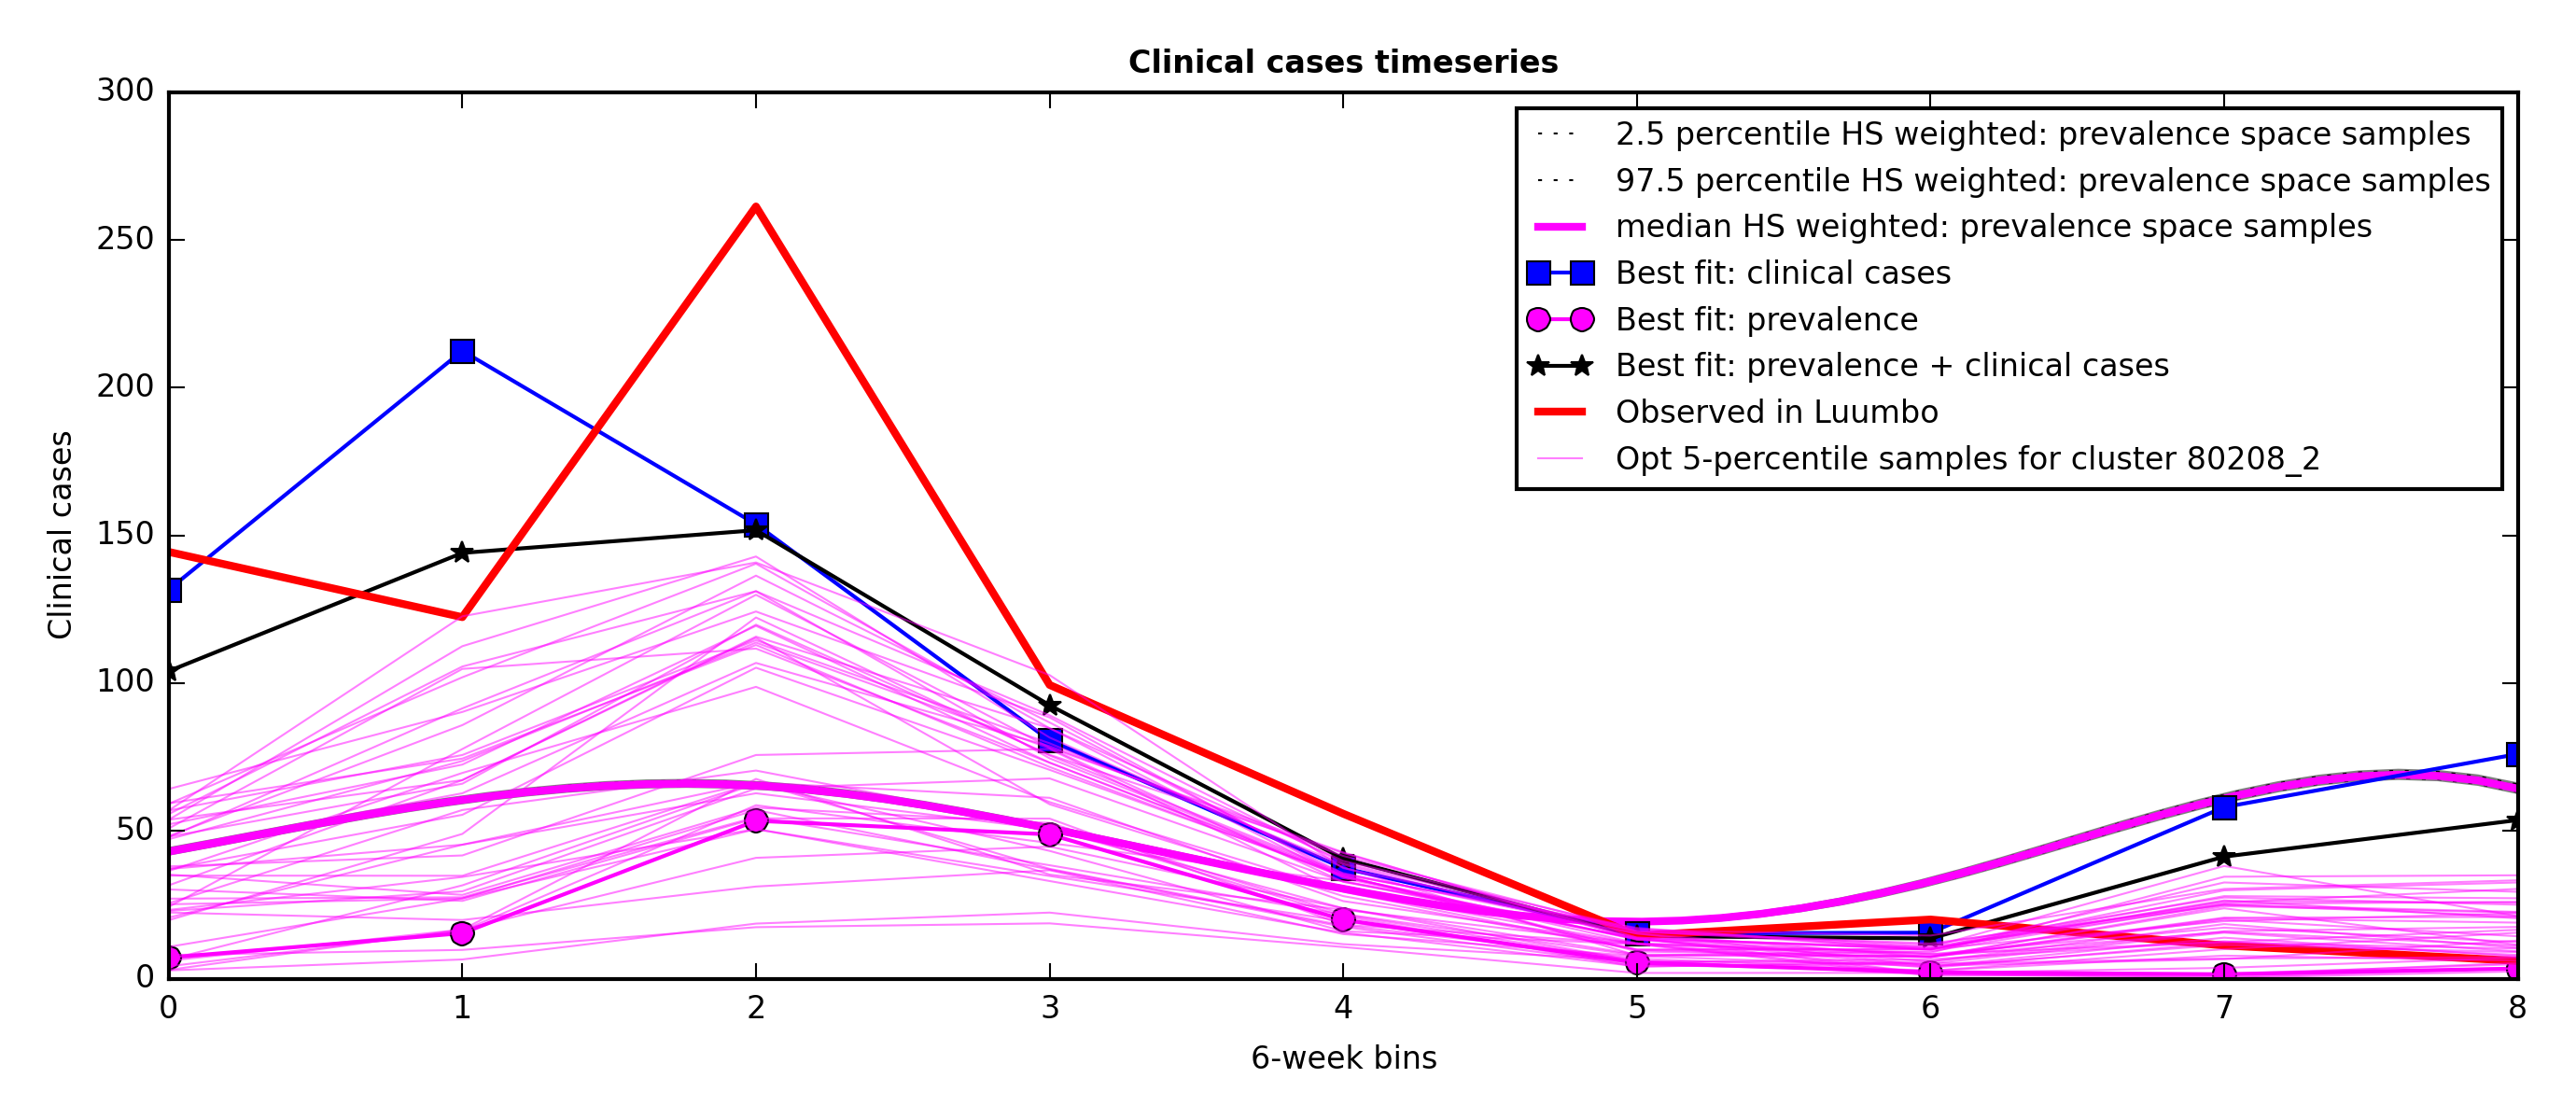 Clinical cases timeseries
300
250
200
150
100
50
0
Clinical cases
2.5 percentile HS weighted: prevalence space samples
97.5 percentile HS weighted: prevalence space samples
median HS weighted: prevalence space samples
Best fit: clinical cases
Best fit: prevalence
Best fit: prevalence + clinical cases
Observed in Luumbo
Opt 5-percentile samples for cluster 80208_2
0 1 2 3 4 5 6 7 8
6-week bins